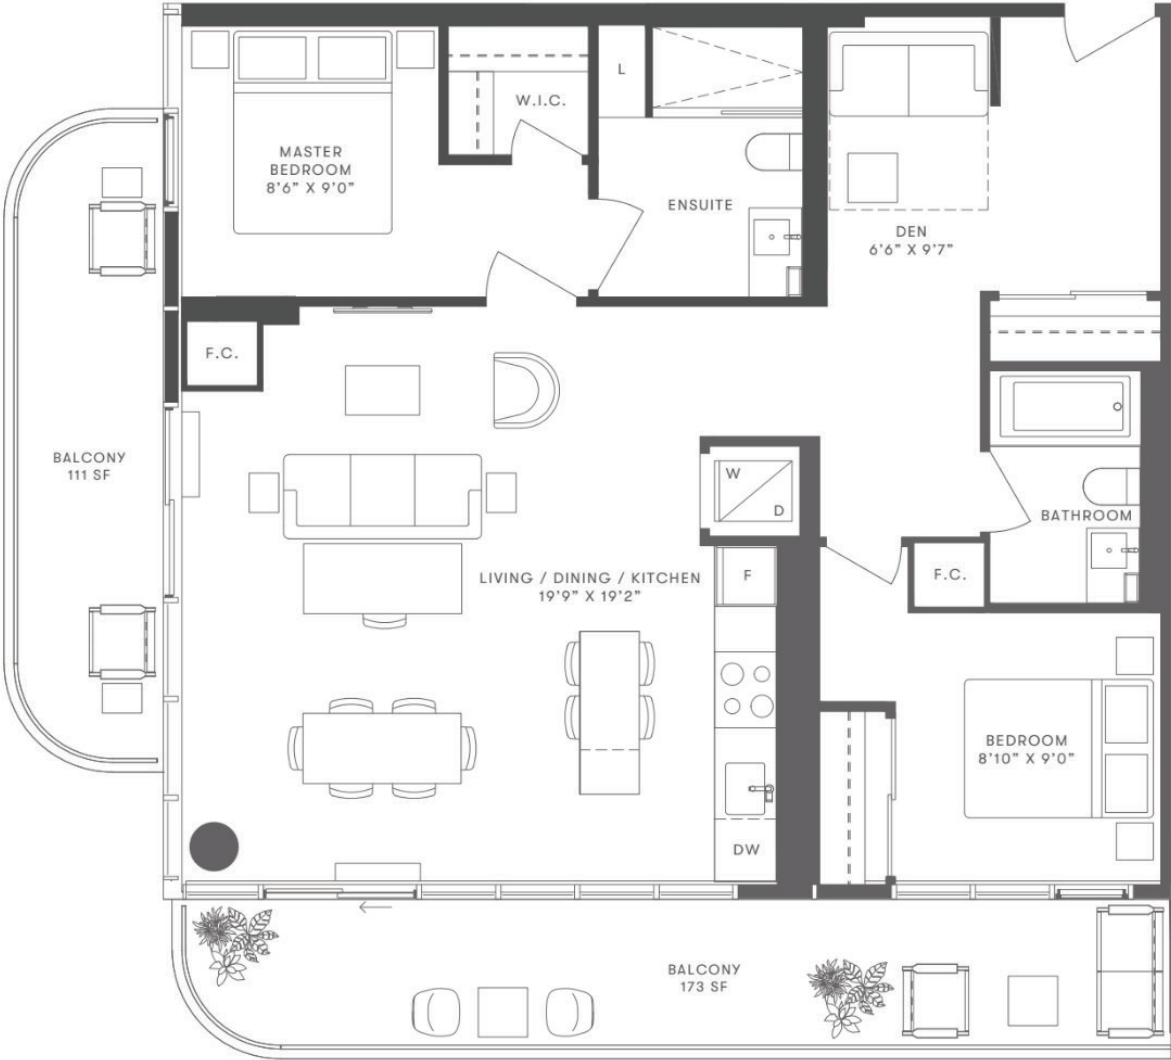 L
W.I.C.
MASTER
BEDROOM
8'6" X 9'0"
ENSUITE
DEN
6'6" X 9'7"
F.C.
BALCONY
111 SF
W
D
BATHROOM
LIVING / DINING / KITCHEN
19'9" X 19'2"
F
F.C.
BEDROOM
8'10" X 9'0"
DW
BALCONY
173 SF